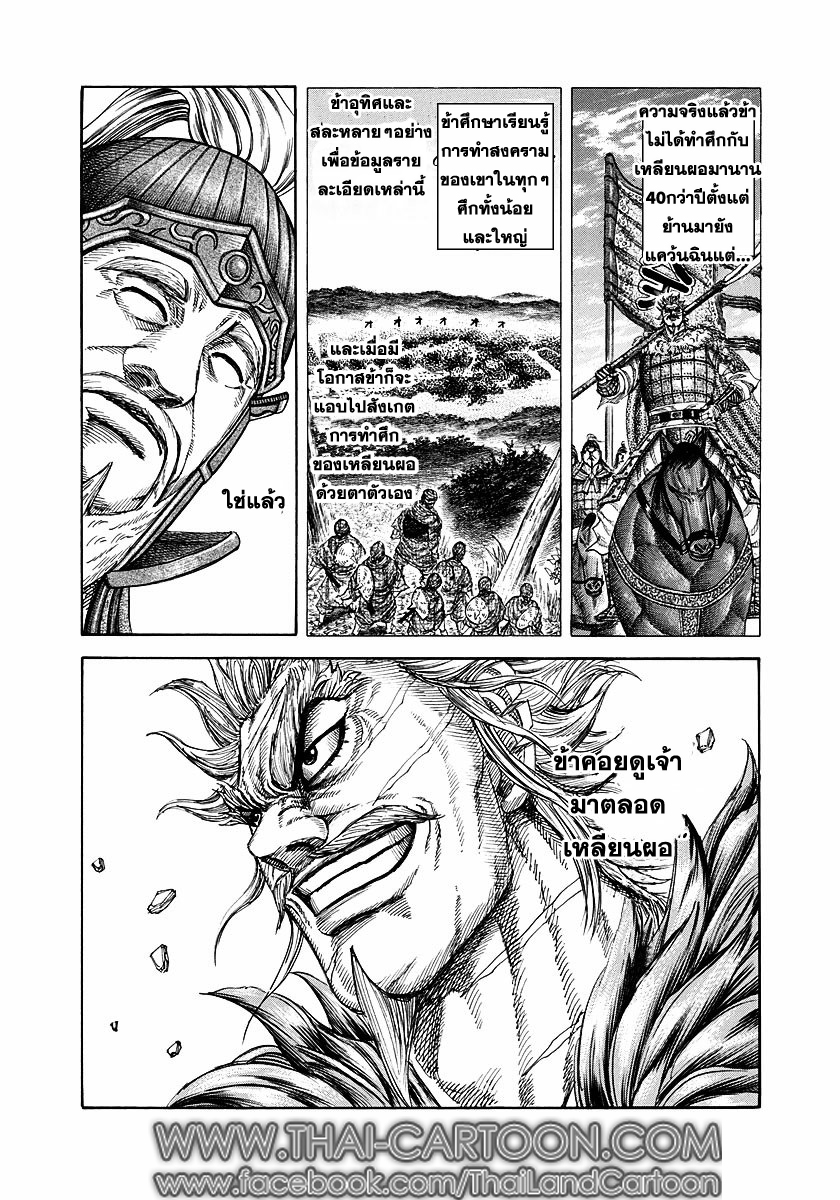 ความจริงแล้วข้า
ไม่ได้ทำศึกกับ
เหลียนผอมานาน
40กว่าปีตั้งแต่
ย้านมายัง
แคว้นฉินแต่...
ข้าศึกษาเรียนรู้
การทำสงคราม
ของเขาในทุกๆ
ศึกทั้งน้อย
และใหญ่
ข้าอุทิศและ
สละหลายๆอย่าง
เพื่อข้อมูลราย
ละเอียดเหล่านี้
และเมื่อมี
โอกาสข้าก็จะ
แอบไปสังเกต
การทำศึก
ของเหลียนผอ
ด้วยตาตัวเอง
ใช่แล้ว
ข้าคอยดูเจ้า
มาตลอด
เหลียนผอ
WWW.THAI-CARTOON.COM
www.facebook.com/ThaiLandCartoon